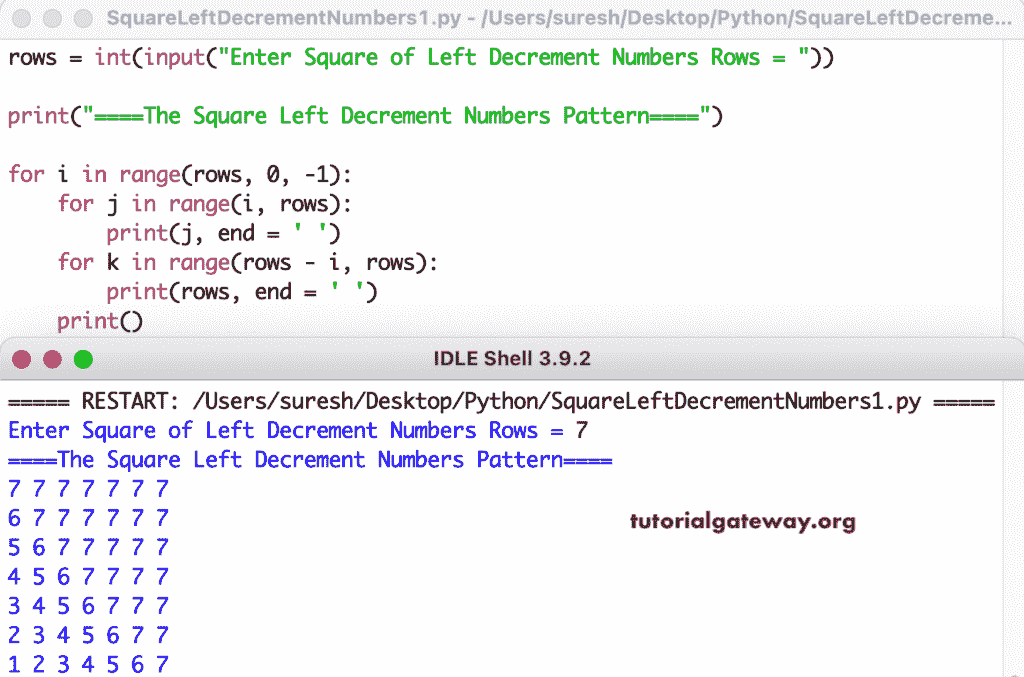 SquareLeftDecrementNumbers1.py - /Users/suresh/Desktop/Python/SquareLeftDecreme...
rows = int(input("Enter Square of Left Decrement Numbers Rows = "))
print("====The Square Left Decrement Numbers Pattern====")
for i in range(rows, 0, -1):
    for j in range(i, rows):
        print(j, end = ' ')
    for k in range(rows - i, rows):
        print(rows, end = ' ')
    print()
IDLE Shell 3.9.2
===== RESTART: /Users/suresh/Desktop/Python/SquareLeftDecrementNumbers1.py =====
Enter Square of Left Decrement Numbers Rows = 7
====The Square Left Decrement Numbers Pattern====
7 7 7 7 7 7 7
6 7 7 7 7 7 7
5 6 7 7 7 7 7
4 5 6 7 7 7 7
3 4 5 6 7 7 7
2 3 4 5 6 7 7
1 2 3 4 5 6 7
tutorialgateway.org